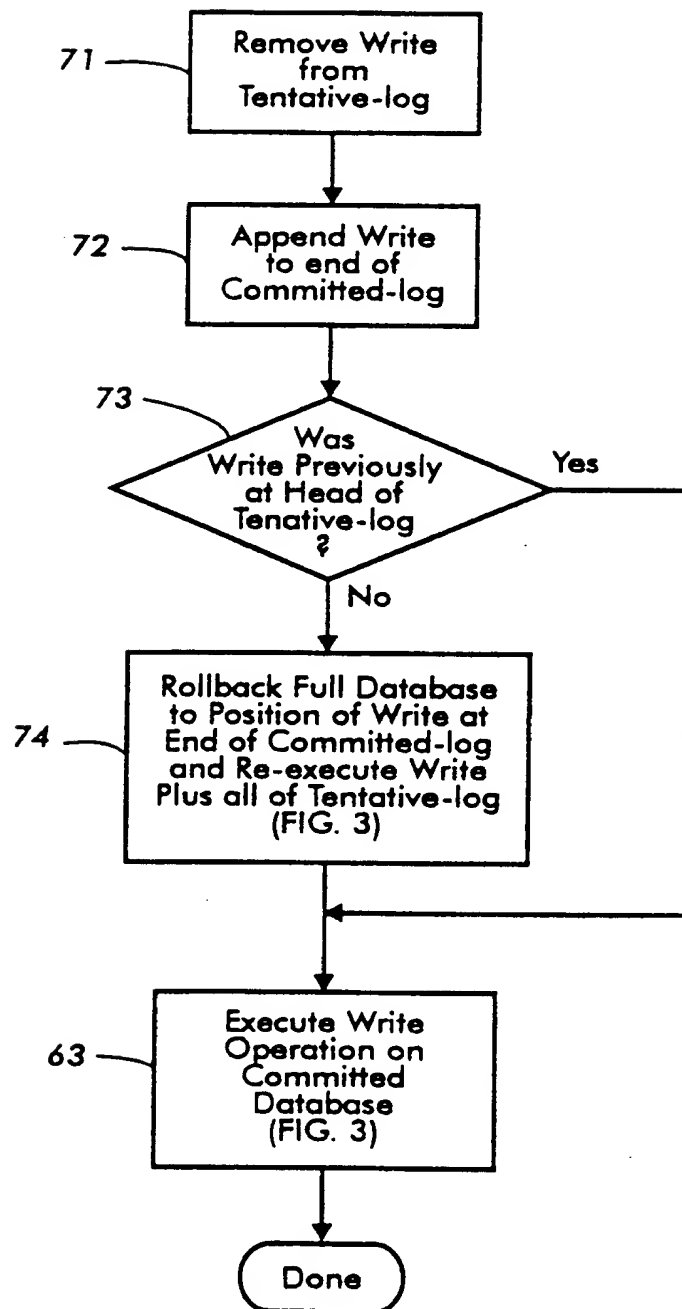 71
Remove Write
from
Tentative-log
72
Append Write
to end of
Committed-log
73
Was
Write Previously
at Head of
Tenative-log
?
Yes
No
74
Rollback Full Database
to Position of Write at
End of Committed-log
and Re-execute Write
Plus all of Tentative-log
(FIG. 3)
63
Execute Write
Operation on
Committed
Database
(FIG. 3)
Done